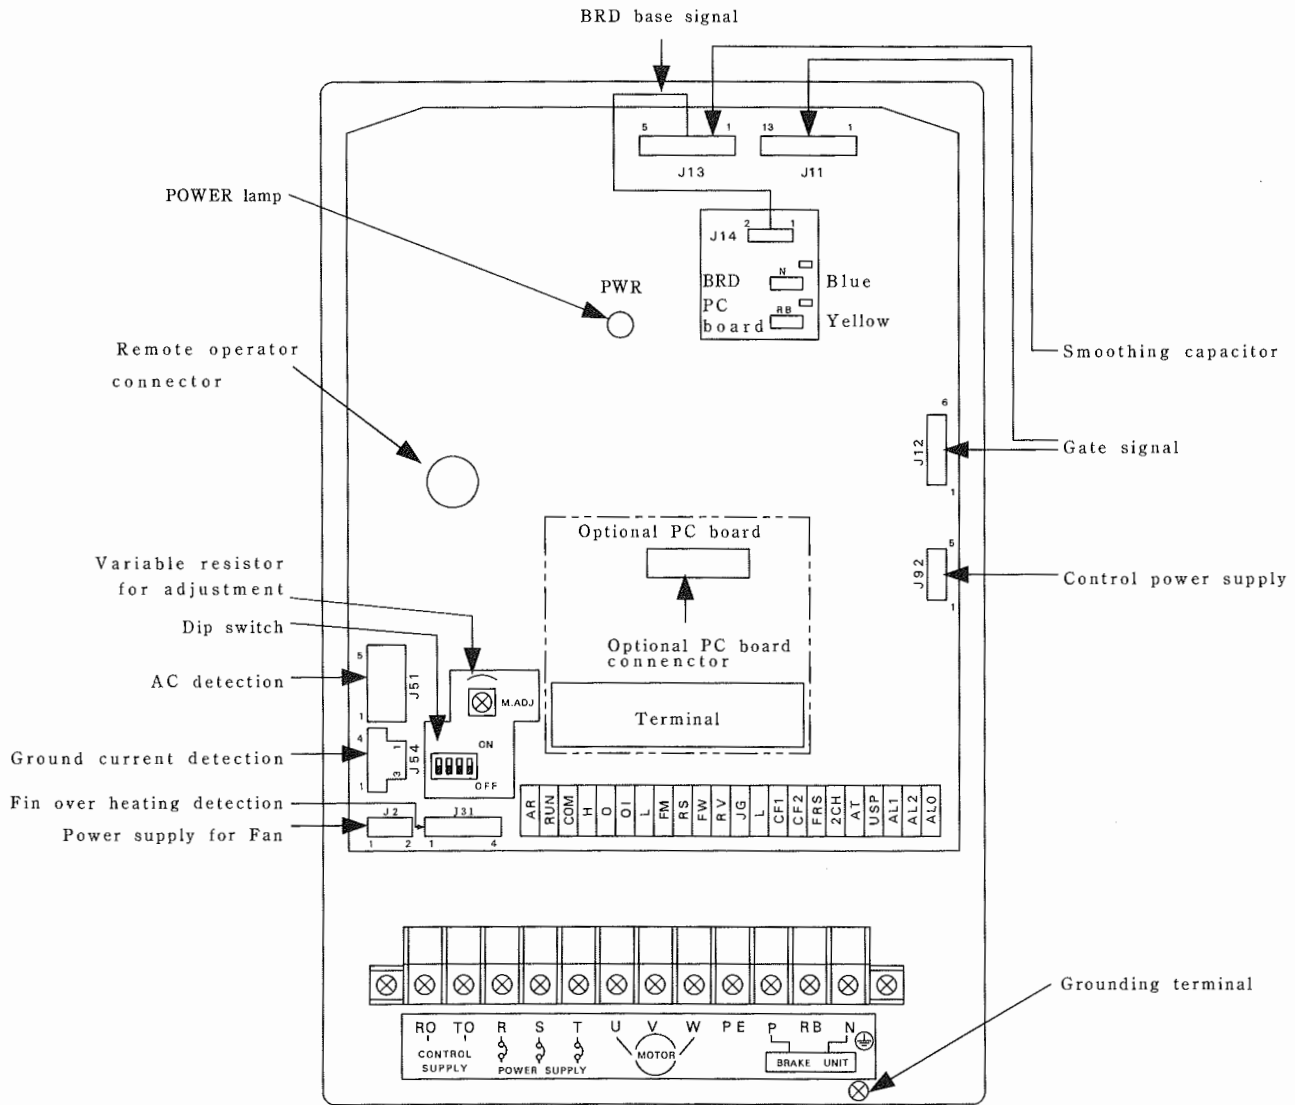 BRD base signal
5 1 13 1
J13 J11
POWER lamp
2 1
J14
N
BRD Blue
PC
RB
board Yellow
PWR
Remote operator
connector
Smoothing capacitor
6
J12
1
Gate signal
Optional PC board
5
J92
1
Control power supply
Variable resistor
for adjustment
Dip switch
Optional PC board
connenctor
Terminal
5
J51
1
AC detection
M.ADJ
ON
OFF
4
1
J54
1
3
Ground current detection
Fin over heating detection
Power supply for Fan
J2 J31
1 2 1 4
AR RUN COM H O OI L FM RS FW RV JG L CF1 CF2 FRS 2CH AT USP AL1 AL2 AL0
Grounding terminal
RO TO R S T U V W PE P RB N
CONTROL
SUPPLY
POWER SUPPLY
MOTOR
BRAKE UNIT